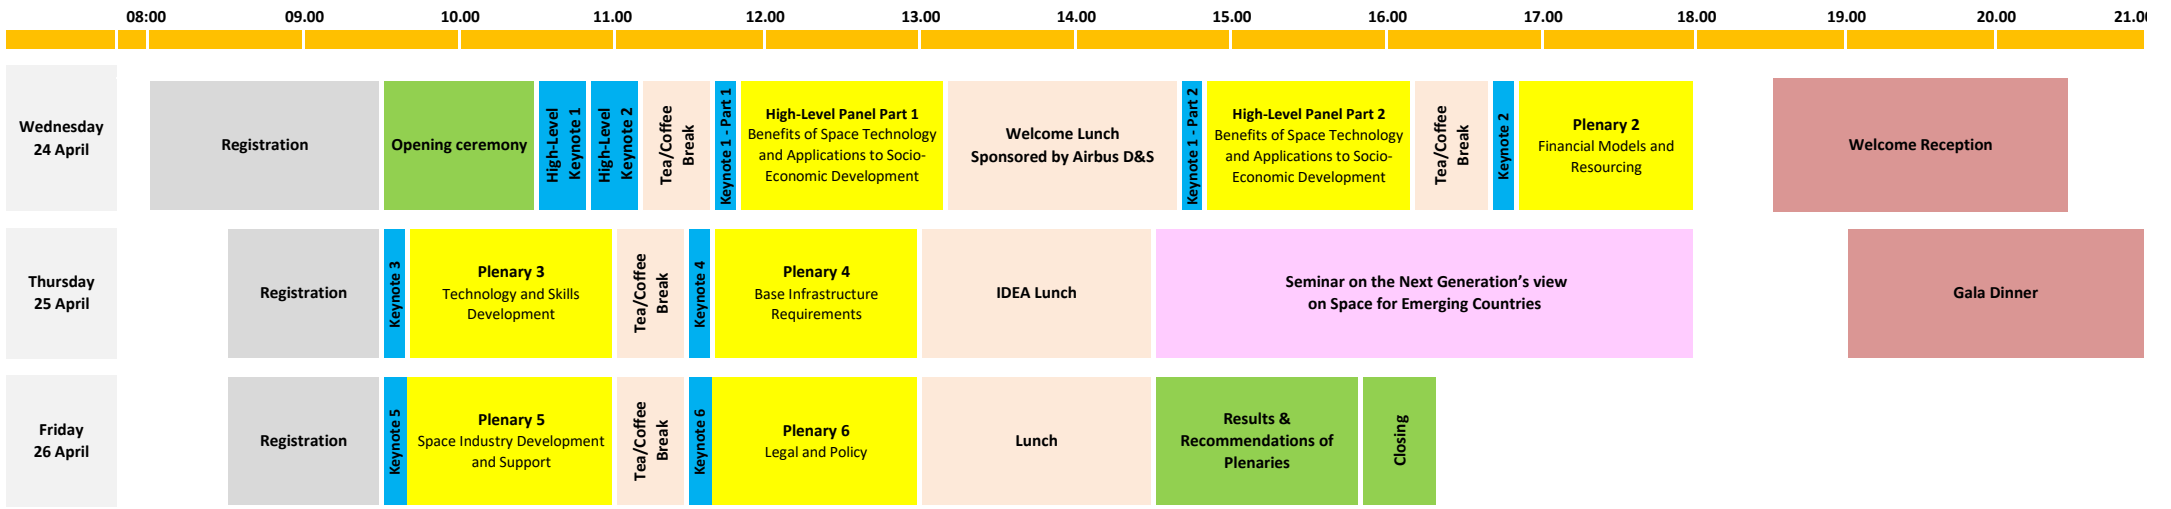 08:00 09.00 10.00 11.00 12.00 13.00 14.00 15.00 16.00 17.00 18.00 19.00 20.00 21.00
Wednesday
24 April
Registration
Opening ceremony
High-Level
Keynote 1
High-Level
Keynote 2
Tea/Coffee
Break
Keynote 1 - Part 1
High-Level Panel Part 1
Benefits of Space Technology
and Applications to Socio-
Economic Development
Welcome Lunch
Sponsored by Airbus D&S
Keynote 1 - Part 2
High-Level Panel Part 2
Benefits of Space Technology
and Applications to Socio-
Economic Development
Tea/Coffee
Break
Keynote 2
Plenary 2
Financial Models and
Resourcing
Welcome Reception
Thursday
25 April
Registration
Keynote 3
Plenary 3
Technology and Skills
Development
Tea/Coffee
Break
Keynote 4
Plenary 4
Base Infrastructure
Requirements
IDEA Lunch
Seminar on the Next Generation’s view
on Space for Emerging Countries
Gala Dinner
Friday
26 April
Registration
Keynote 5
Plenary 5
Space Industry Development
and Support
Tea/Coffee
Break
Keynote 6
Plenary 6
Legal and Policy
Lunch
Results &
Recommendations of
Plenaries
Closing